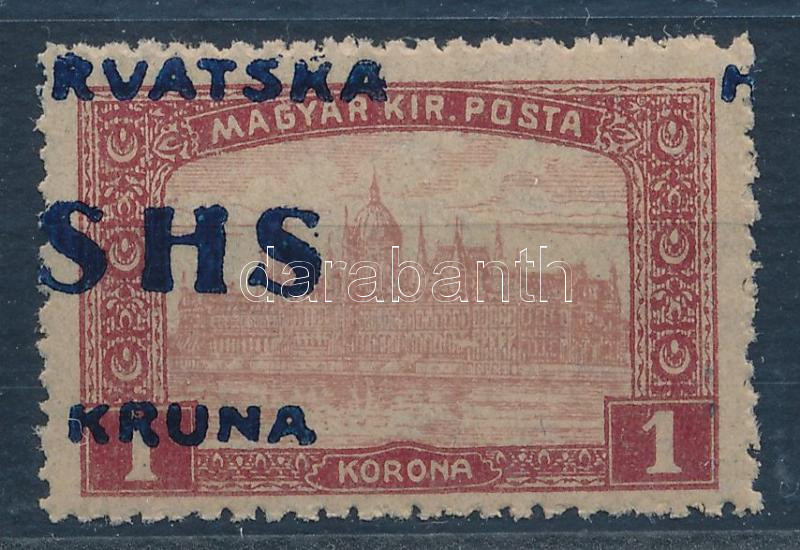 RVATSKA H
MAGYAR KIR. POSTA
SHS
darabanth
KRUNA
1 1
KORONA